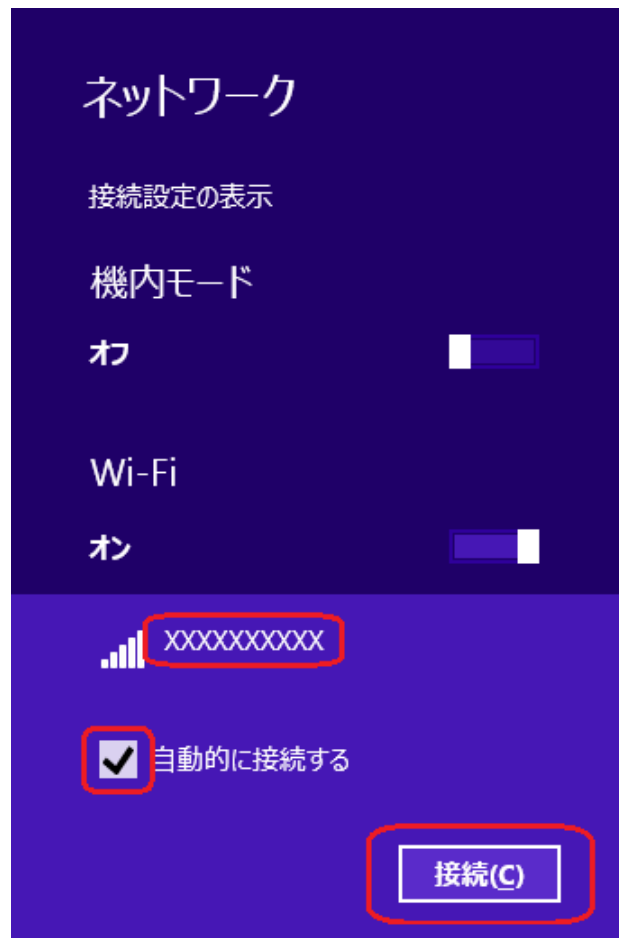 ネットワーク
接続設定の表示
機内モード
オフ
Wi-Fi
オン
XXXXXXXXXX
自動的に接続する
接続(C)